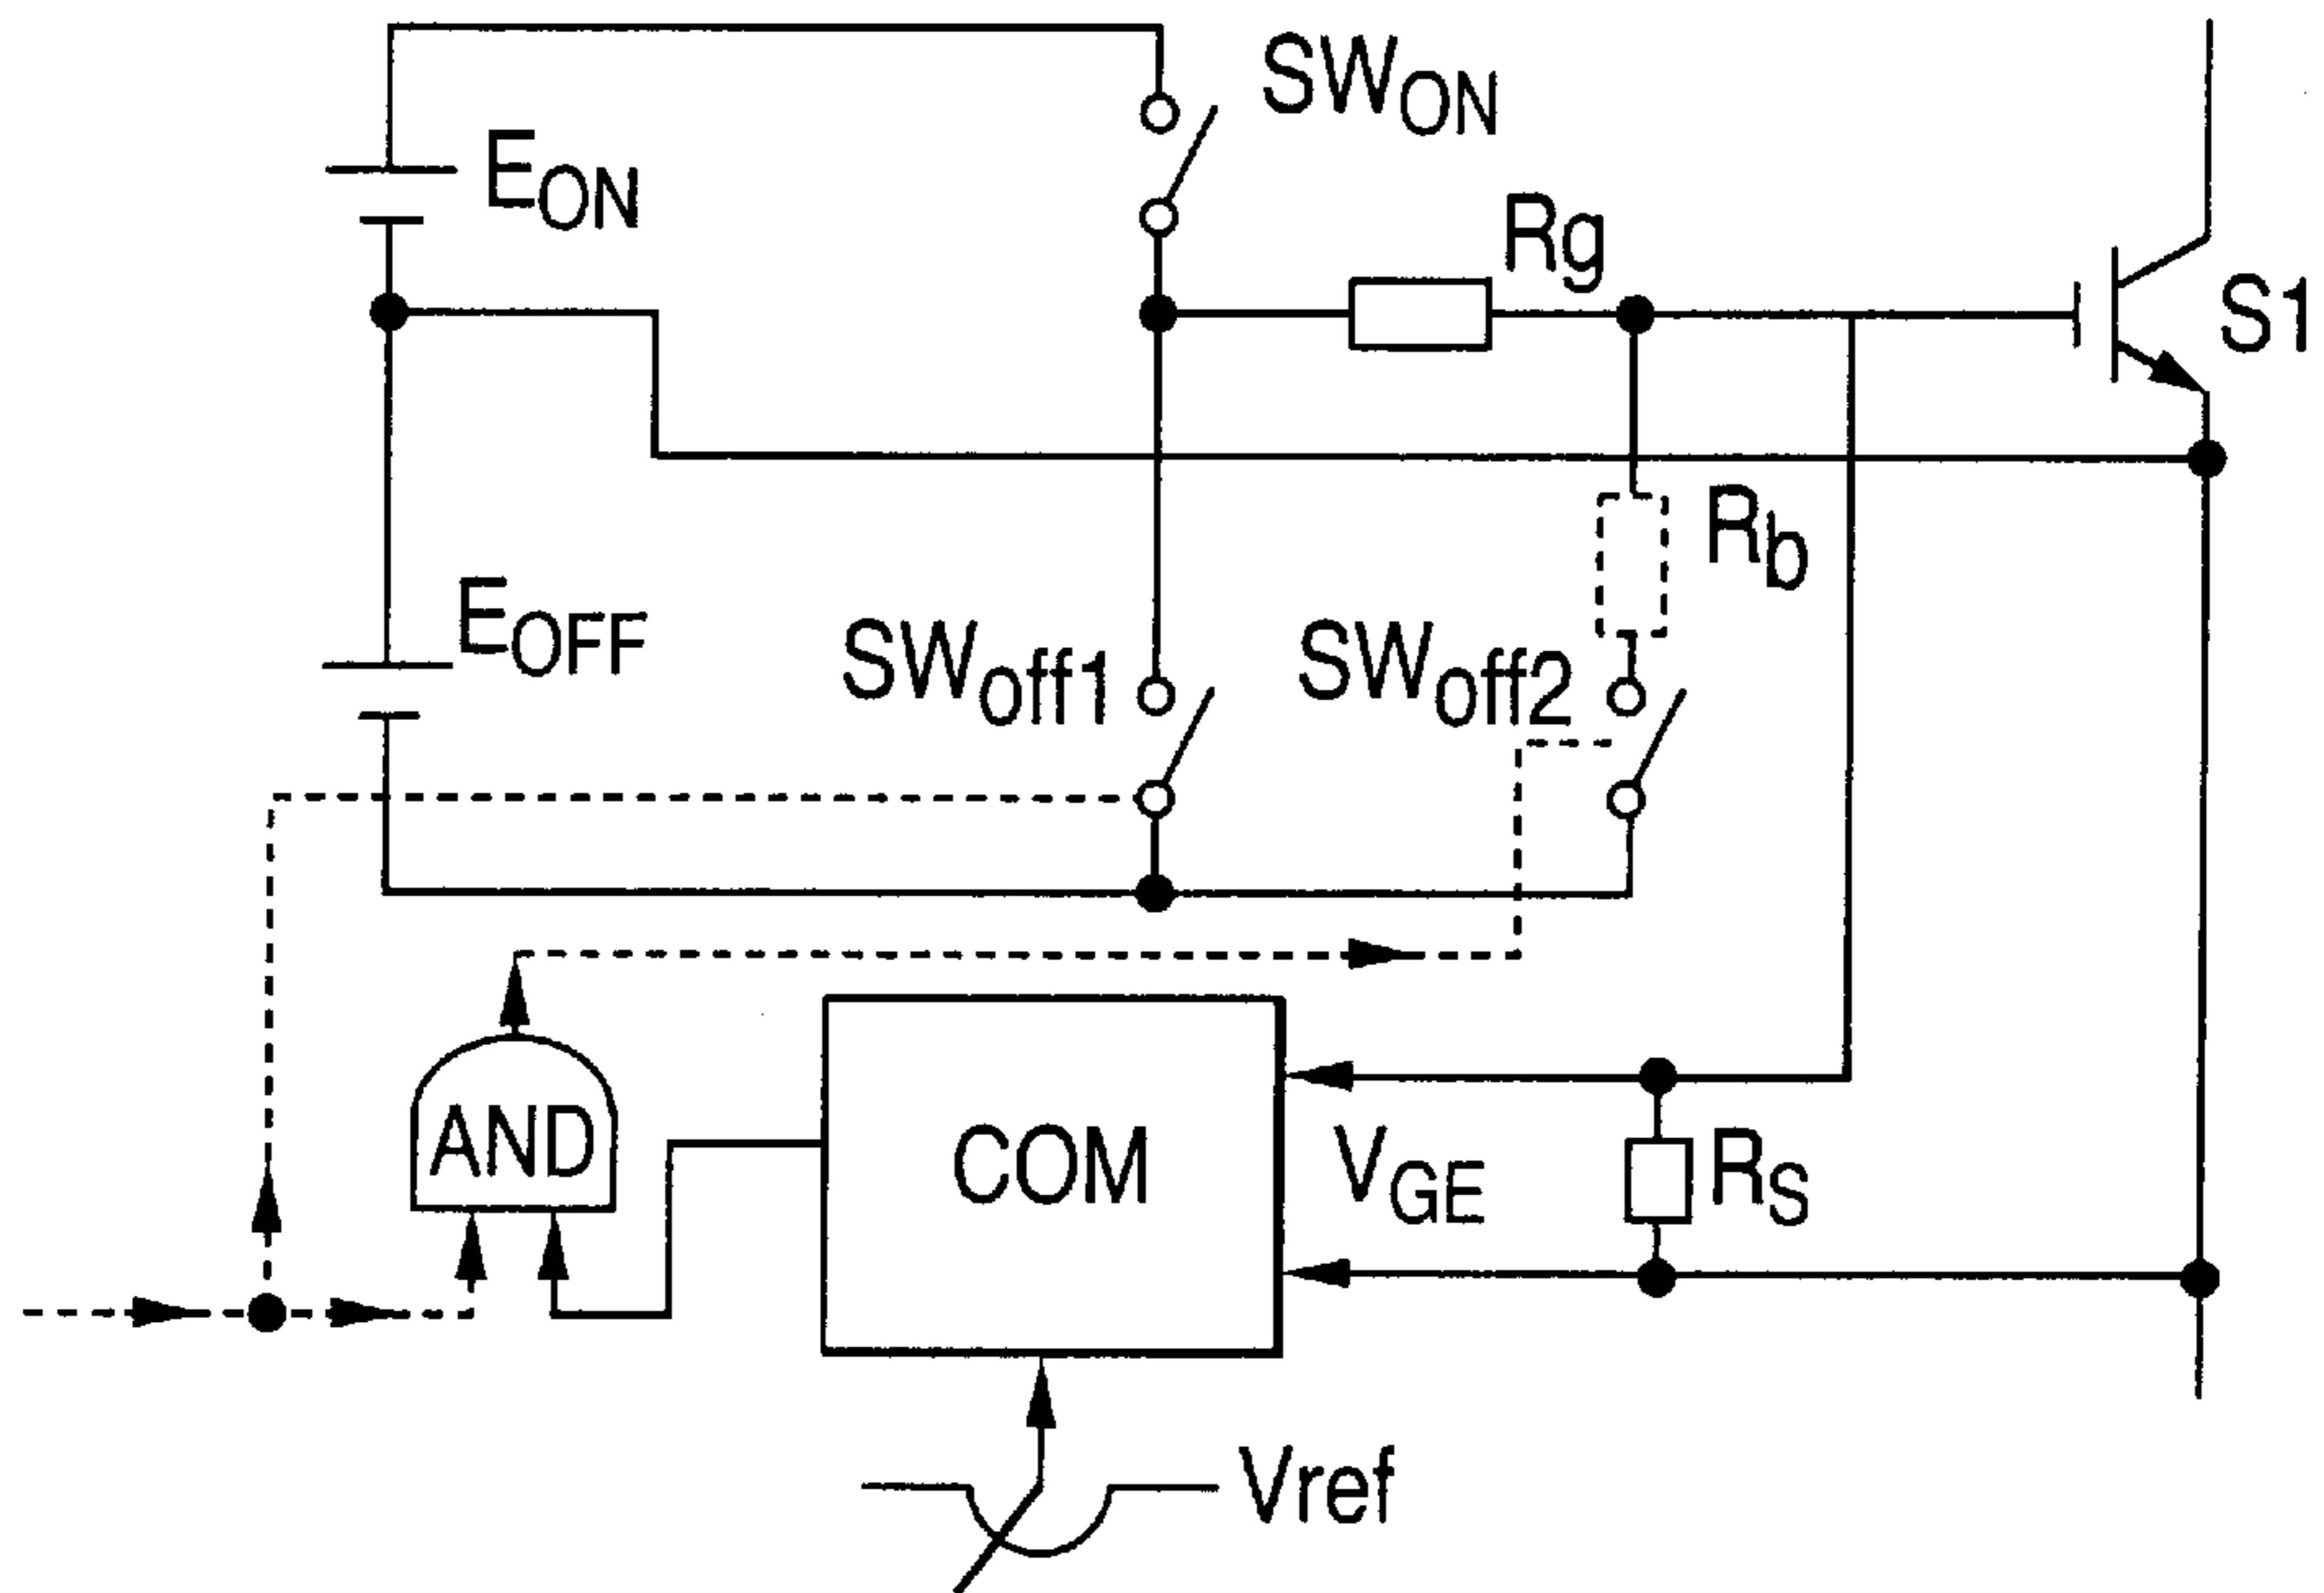 SWON
EON
Rg
S1
Rb
EOFF
SWoff1
SWoff2
AND
COM
VGE
RS
Vref